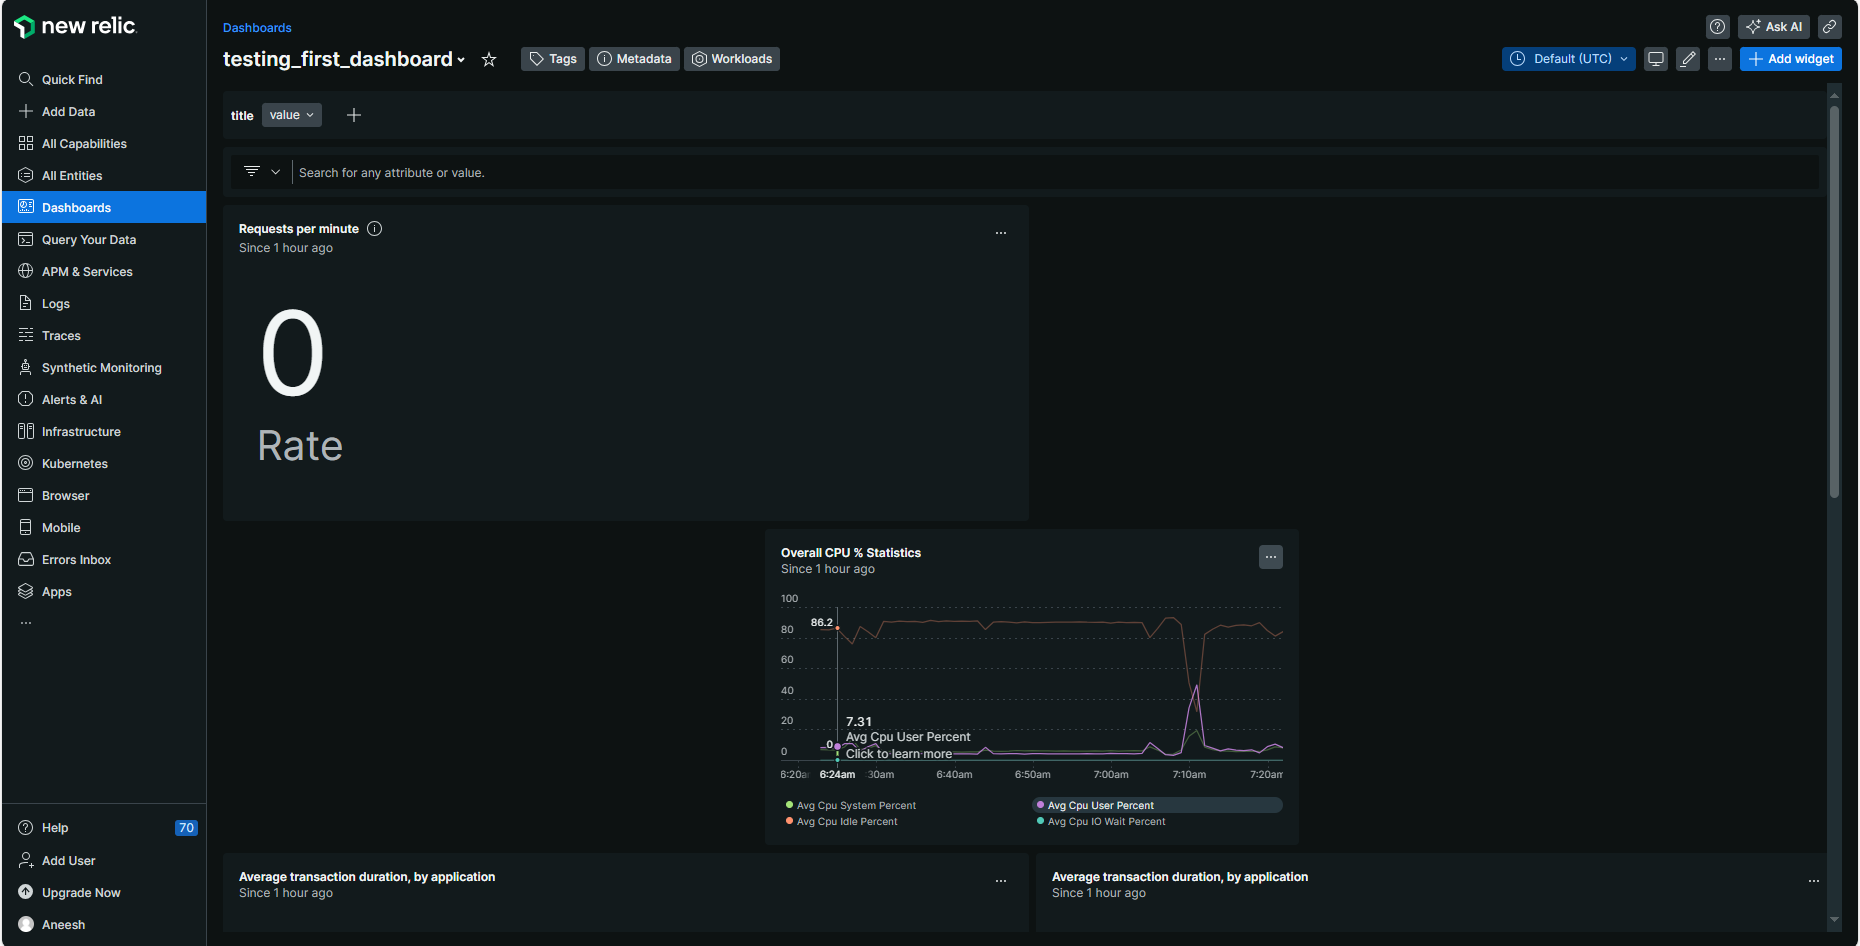 new relic.
Quick Find
Add Data
All Capabilities
All Entities
Dashboards
Query Your Data
APM & Services
Logs
Traces
Synthetic Monitoring
Alerts & AI
Infrastructure
Kubernetes
Browser
Mobile
Errors Inbox
Apps
...
Help 70
Add User
Upgrade Now
Aneesh
Dashboards
Ask AI
testing_first_dashboard
Tags Metadata Workloads
Default (UTC) ... Add widget
title value
Search for any attribute or value.
Requests per minute
Since 1 hour ago
0
Rate
Overall CPU % Statistics
Since 1 hour ago
100
86.2
80
60
40
20
7.31
0
Avg Cpu User Percent
0
Click to learn more
6:20a 6:24am :30am 6:40am 6:50am 7:00am 7:10am 7:20am
Avg Cpu System Percent Avg Cpu User Percent
Avg Cpu Idle Percent Avg Cpu IO Wait Percent
Average transaction duration, by application
Since 1 hour ago
Average transaction duration, by application
Since 1 hour ago